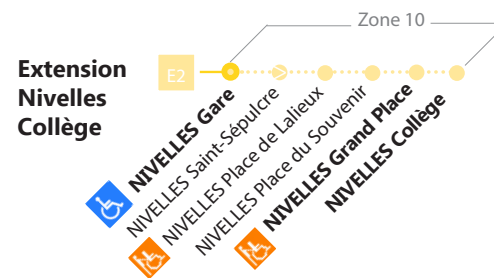 Zone 10
Extension
Nivelles
Collège
E2
NIVELLES Gare
NIVELLES Saint-Sépulcre
NIVELLES Place de Lalieux
NIVELLES Place du Souvenir
NIVELLES Grand Place
NIVELLES Collège